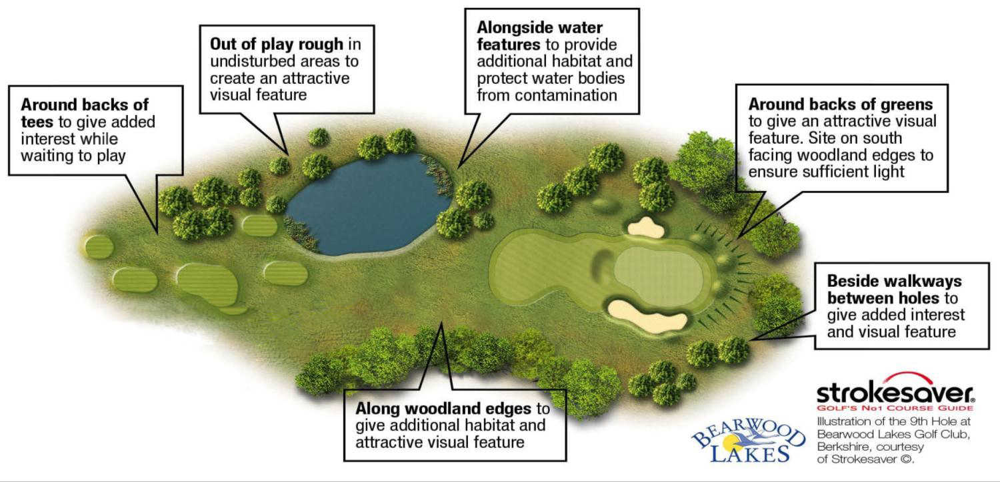 Around backs of
tees to give added
interest while
waiting to play
Out of play rough in
undisturbed areas to
create an attractive
visual feature
Alongside water
features to provide
additional habitat and
protect water bodies
from contamination
Around backs of greens
to give an attractive visual
feature. Site on south
facing woodland edges to
ensure sufficient light
Beside walkways
between holes to
give added interest
and visual feature
Along woodland edges to
give additional habitat and
attractive visual feature
BEARWOOD
LAKES
strokesaver®
GOLF'S No1 COURSE GUIDE
Illustration of the 9th Hole at
Bearwood Lakes Golf Club,
Berkshire, courtesy
of Strokesaver ©.